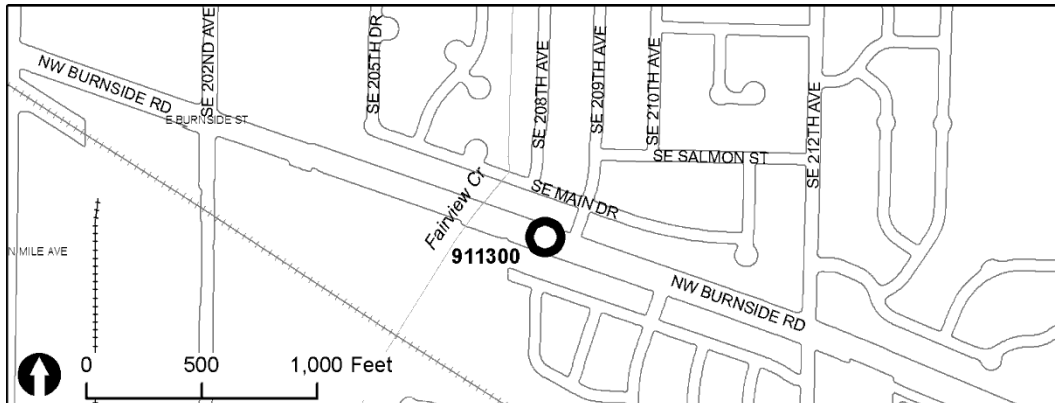 NW BURNSIDE RD
SE 202ND AVE
E BURNSIDE ST
SE 205TH DR
SE 208TH AVE
SE 209TH AVE
SE 210TH AVE
SE 212TH AVE
SE SALMON ST
SE MAIN DR
Fairview Cr
911300
N MILE AVE
NW BURNSIDE RD
0 500 1,000 Feet